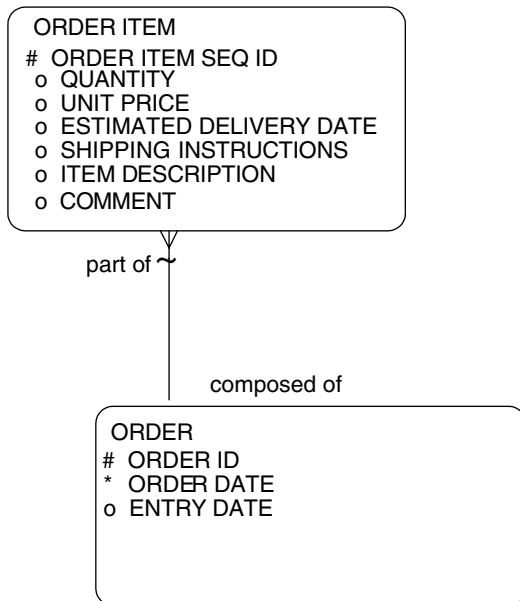 ORDER ITEM
# ORDER ITEM SEQ ID
o QUANTITY
o UNIT PRICE
o ESTIMATED DELIVERY DATE
o SHIPPING INSTRUCTIONS
o ITEM DESCRIPTION
o COMMENT
part of ~
composed of
ORDER
# ORDER ID
* ORDER DATE
o ENTRY DATE